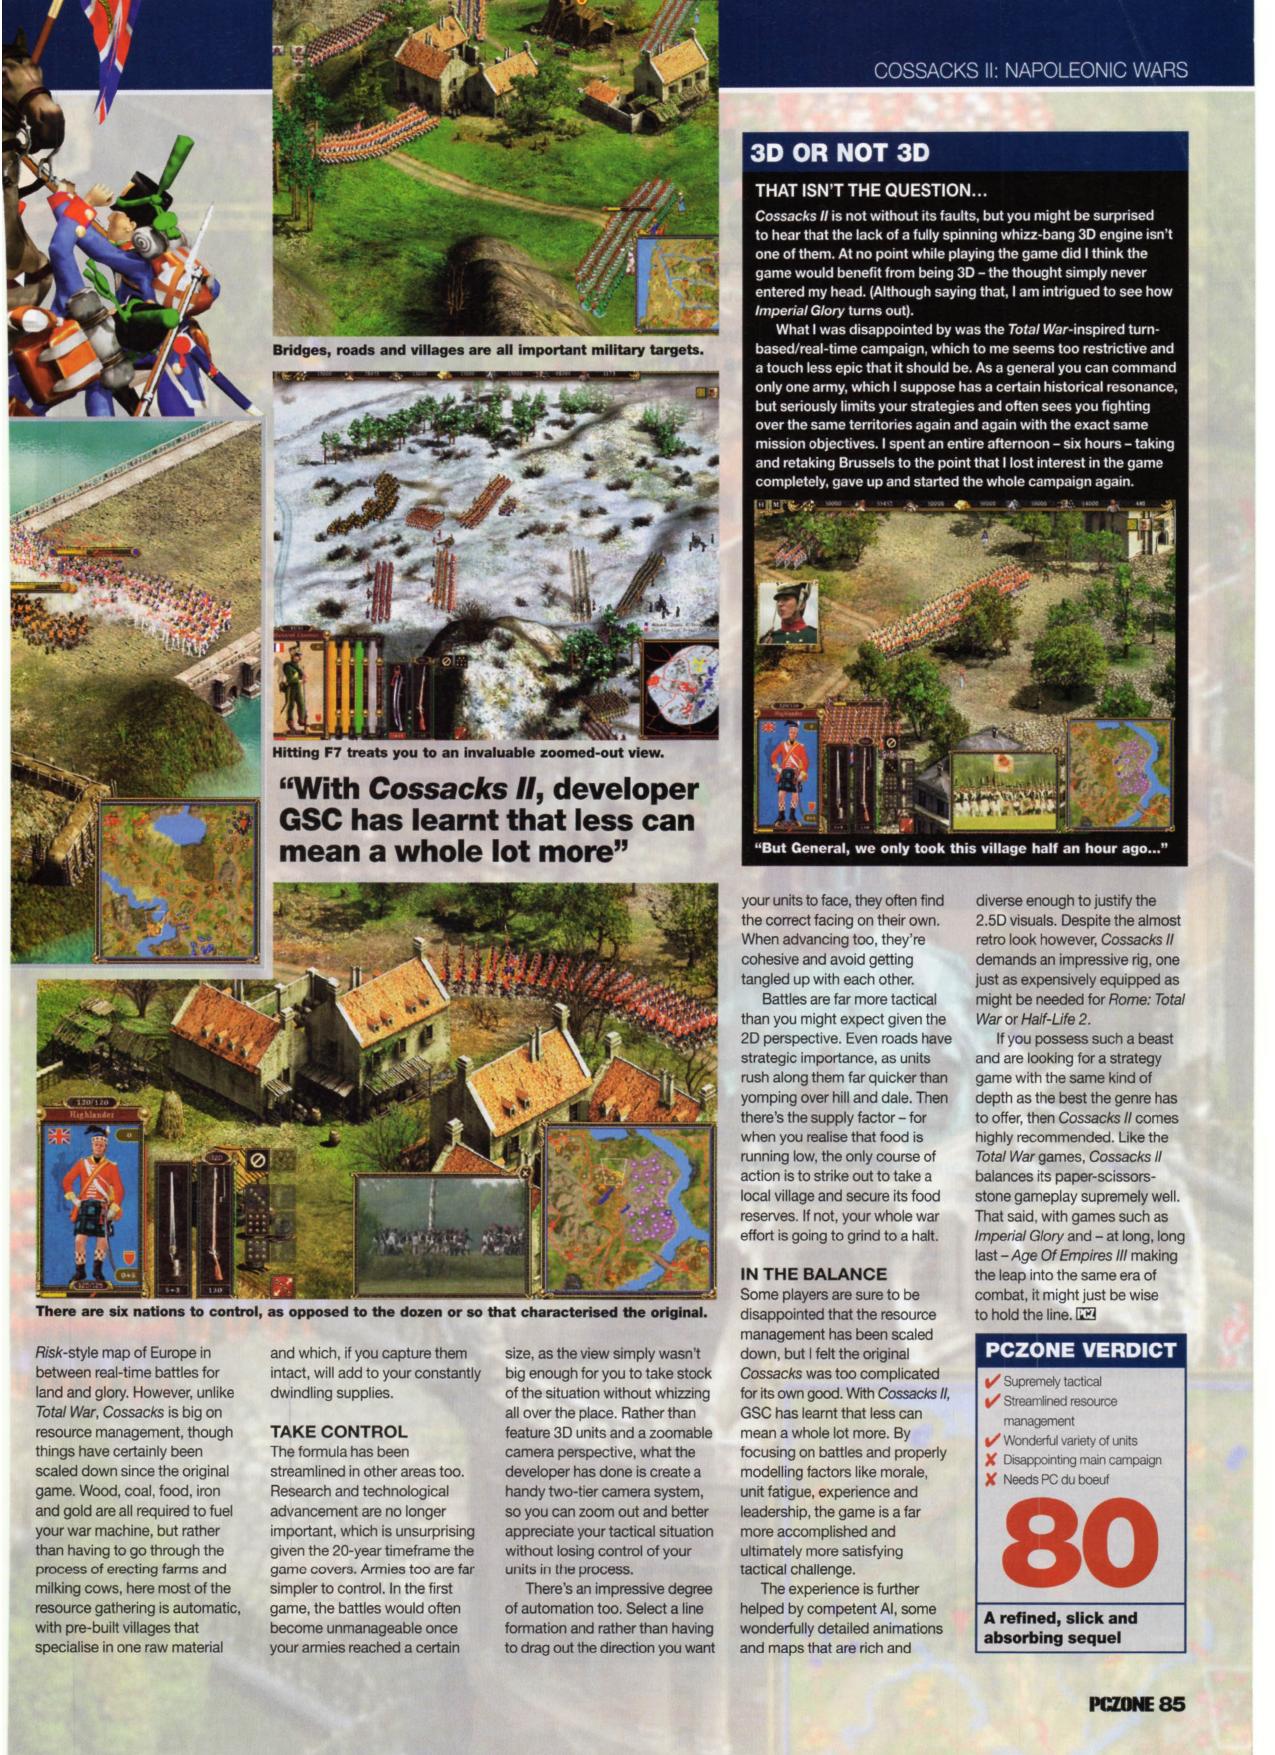 COSSACKS II: NAPOLEONIC WARS
Bridges, roads and villages are all important military targets.
Hitting F7 treats you to an invaluable zoomed-out view.
“With Cossacks II, developer
GSC has learnt that less can
mean a whole lot more”
120/120
Highlander
There are six nations to control, as opposed to the dozen or so that characterised the original.
3D OR NOT 3D
THAT ISN'T THE QUESTION...
Cossacks II is not without its faults, but you might be surprised
to hear that the lack of a fully spinning whizz-bang 3D engine isn't
one of them. At no point while playing the game did I think the
game would benefit from being 3D – the thought simply never
entered my head. (Although saying that, I am intrigued to see how
Imperial Glory turns out).
What I was disappointed by was the Total War-inspired turn-
based/real-time campaign, which to me seems too restrictive and
a touch less epic that it should be. As a general you can command
only one army, which I suppose has a certain historical resonance,
but seriously limits your strategies and often sees you fighting
over the same territories again and again with the exact same
mission objectives. I spent an entire afternoon – six hours – taking
and retaking Brussels to the point that I lost interest in the game
completely, gave up and started the whole campaign again.
“But General, we only took this village half an hour ago...”
Risk-style map of Europe in
between real-time battles for
land and glory. However, unlike
Total War, Cossacks is big on
resource management, though
things have certainly been
scaled down since the original
game. Wood, coal, food, iron
and gold are all required to fuel
your war machine, but rather
than having to go through the
process of erecting farms and
milking cows, here most of the
resource gathering is automatic,
with pre-built villages that
specialise in one raw material
and which, if you capture them
intact, will add to your constantly
dwindling supplies.
TAKE CONTROL
The formula has been
streamlined in other areas too.
Research and technological
advancement are no longer
important, which is unsurprising
given the 20-year timeframe the
game covers. Armies too are far
simpler to control. In the first
game, the battles would often
become unmanageable once
your armies reached a certain
size, as the view simply wasn't
big enough for you to take stock
of the situation without whizzing
all over the place. Rather than
feature 3D units and a zoomable
camera perspective, what the
developer has done is create a
handy two-tier camera system,
so you can zoom out and better
appreciate your tactical situation
without losing control of your
units in the process.
There's an impressive degree
of automation too. Select a line
formation and rather than having
to drag out the direction you want
your units to face, they often find
the correct facing on their own.
When advancing too, they're
cohesive and avoid getting
tangled up with each other.
Battles are far more tactical
than you might expect given the
2D perspective. Even roads have
strategic importance, as units
rush along them far quicker than
yomping over hill and dale. Then
there's the supply factor – for
when you realise that food is
running low, the only course of
action is to strike out to take a
local village and secure its food
reserves. If not, your whole war
effort is going to grind to a halt.
IN THE BALANCE
Some players are sure to be
disappointed that the resource
management has been scaled
down, but I felt the original
Cossacks was too complicated
for its own good. With Cossacks II,
GSC has learnt that less can
mean a whole lot more. By
focusing on battles and properly
modelling factors like morale,
unit fatigue, experience and
leadership, the game is a far
more accomplished and
ultimately more satisfying
tactical challenge.
The experience is further
helped by competent AI, some
wonderfully detailed animations
and maps that are rich and
diverse enough to justify the
2.5D visuals. Despite the almost
retro look however, Cossacks II
demands an impressive rig, one
just as expensively equipped as
might be needed for Rome: Total
War or Half-Life 2.
If you possess such a beast
and are looking for a strategy
game with the same kind of
depth as the best the genre has
to offer, then Cossacks II comes
highly recommended. Like the
Total War games, Cossacks II
balances its paper-scissors-
stone gameplay supremely well.
That said, with games such as
Imperial Glory and – at long, long
last – Age Of Empires III making
the leap into the same era of
combat, it might just be wise
to hold the line. PCZ
PCZONE VERDICT
✓ Supremely tactical
✓ Streamlined resource
management
✓ Wonderful variety of units
✗ Disappointing main campaign
✗ Needs PC du boeuf
80
A refined, slick and
absorbing sequel
PCZONE 85